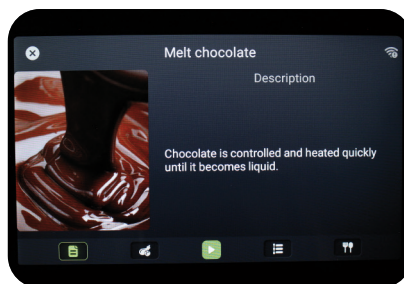 Melt chocolate
Description
Chocolate is controlled and heated quickly
until it becomes liquid.